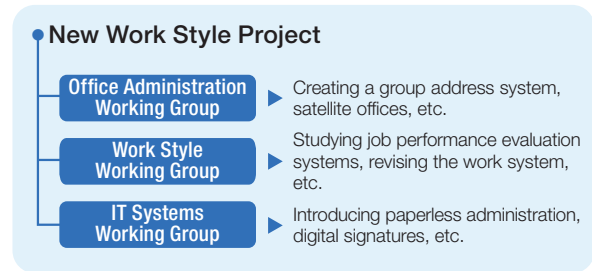 New Work Style Project
Office Administration
Working Group
Creating a group address system,
satellite offices, etc.
Work Style
Working Group
Studying job performance evaluation
systems, revising the work system,
etc.
IT Systems
Working Group
Introducing paperless administration,
digital signatures, etc.